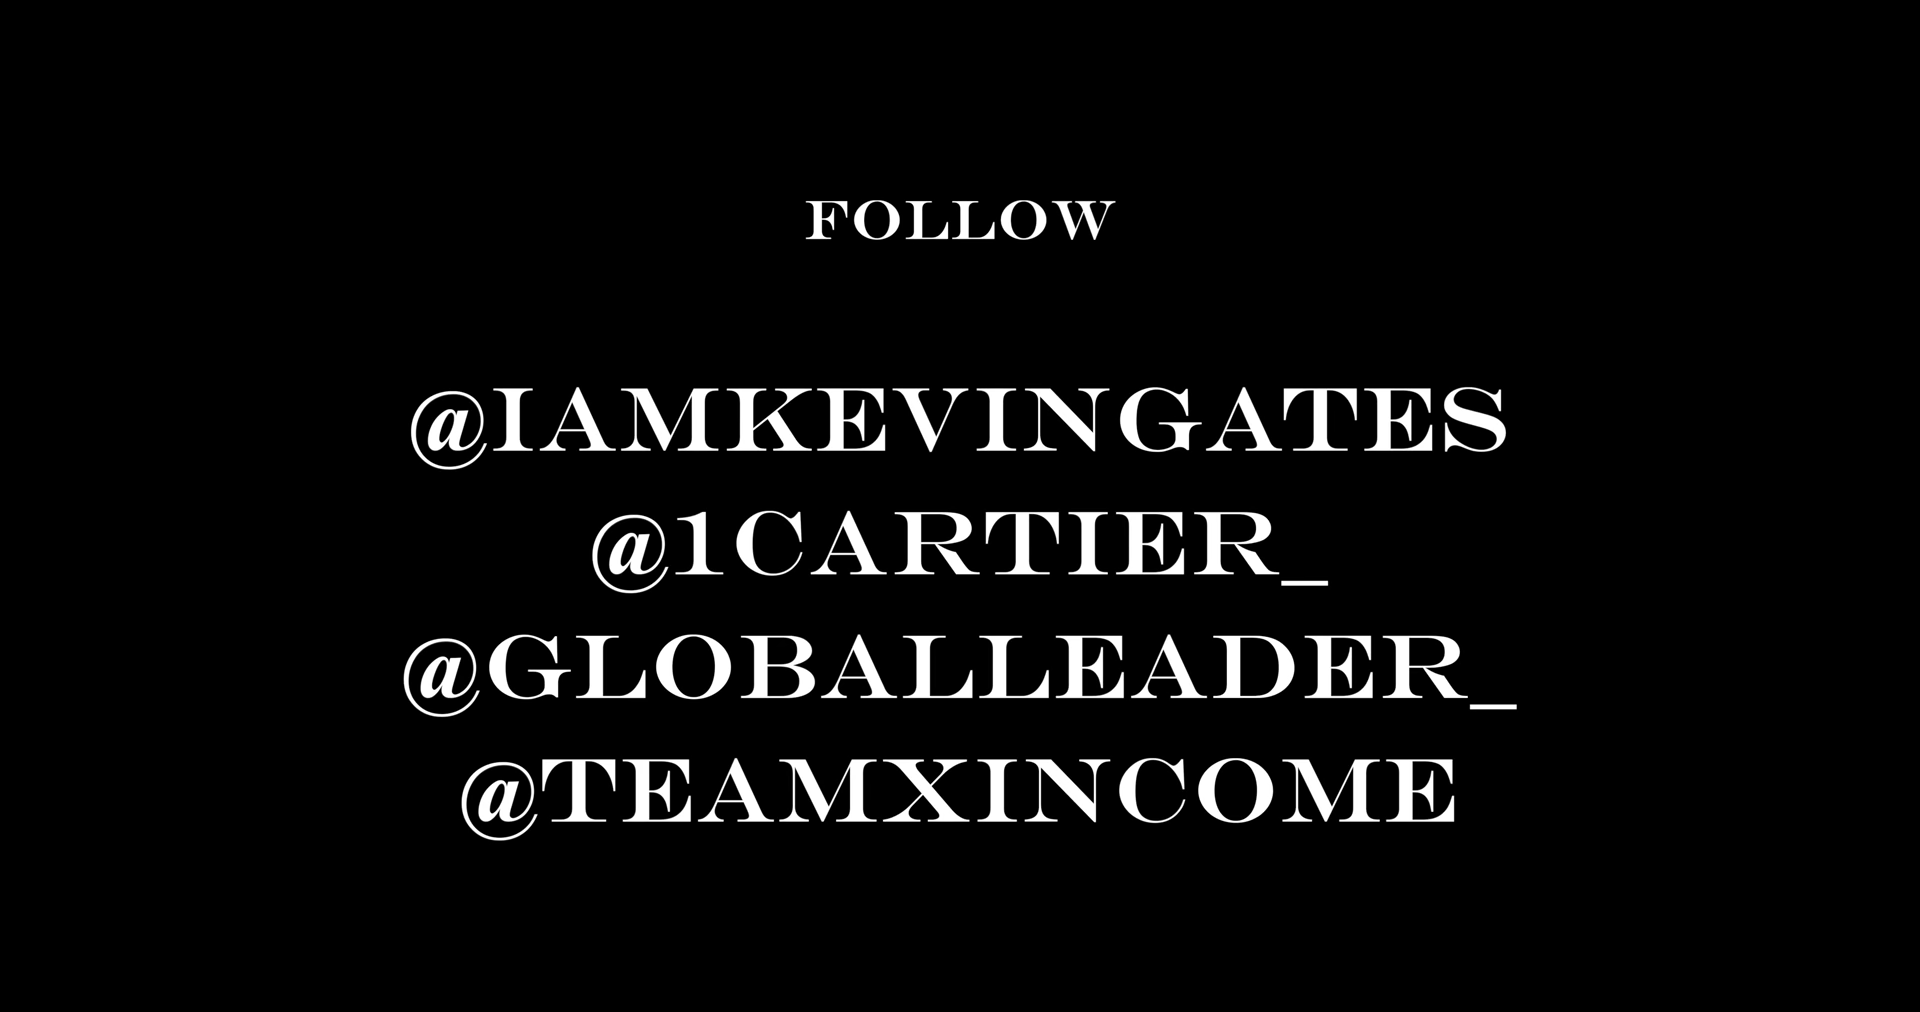 FOLLOW
@IAMKEVINGATES
@1CARTIER_
@GLOBALLEADER_
@TEAMXINCOME